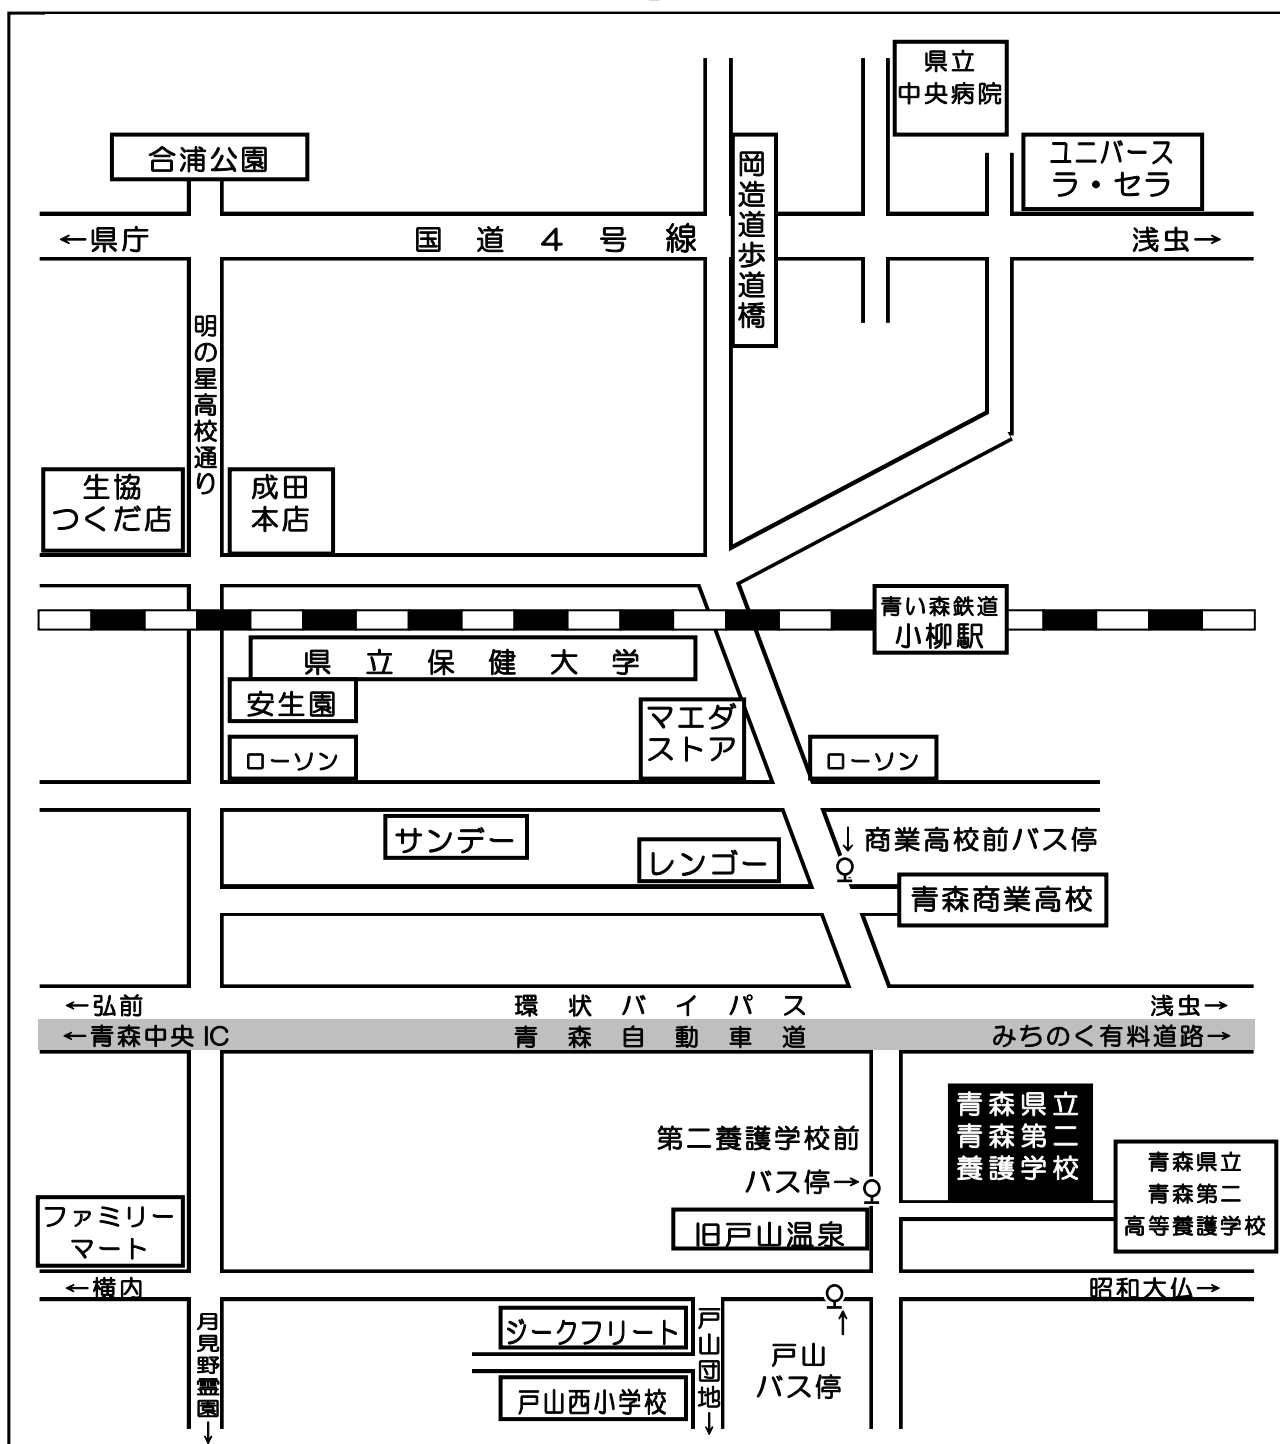 県立
中央病院
合浦公園
ユニバース
ラ・セラ
岡造道歩道橋
←県庁
国道4号線
浅虫→
明の星高校通り
生協
つくだ店
成田
本店
青い森鉄道
小柳駅
県立保健大学
安生園
マエダ
ストア
ローソン
ローソン
サンデー
レンゴー
↓商業高校前バス停
青森商業高校
←弘前
環状バイパス
浅虫→
←青森中央IC
青森自動車道
みちのく有料道路→
青森県立
青森第二
養護学校
第二養護学校前
バス停→
青森県立
青森第二
高等養護学校
ファミリー
マート
旧戸山温泉
←横内
昭和大仏→
月見野霊園↓
ジークフリート
戸山団地↓
↑
戸山
バス停
戸山西小学校